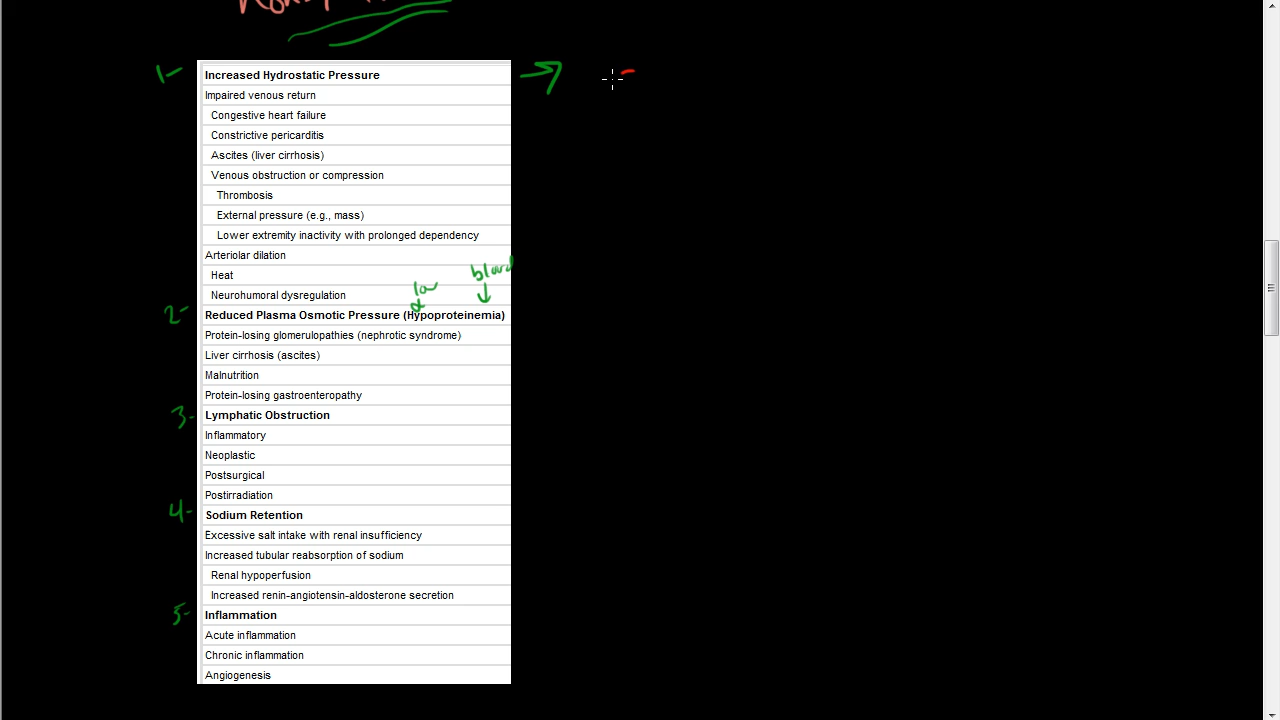 1-
Increased Hydrostatic Pressure
Impaired venous return
Congestive heart failure
Constrictive pericarditis
Ascites (liver cirrhosis)
Venous obstruction or compression
Thrombosis
External pressure (e.g., mass)
Lower extremity inactivity with prolonged dependency
Arteriolar dilation
Heat
Neurohumoral dysregulation
2-
Reduced Plasma Osmotic Pressure (Hypoproteinemia)
Protein-losing glomerulopathies (nephrotic syndrome)
Liver cirrhosis (ascites)
Malnutrition
Protein-losing gastroenteropathy
3-
Lymphatic Obstruction
Inflammatory
Neoplastic
Postsurgical
Postirradiation
4-
Sodium Retention
Excessive salt intake with renal insufficiency
Increased tubular reabsorption of sodium
Renal hypoperfusion
Increased renin-angiotensin-aldosterone secretion
5-
Inflammation
Acute inflammation
Chronic inflammation
Angiogenesis